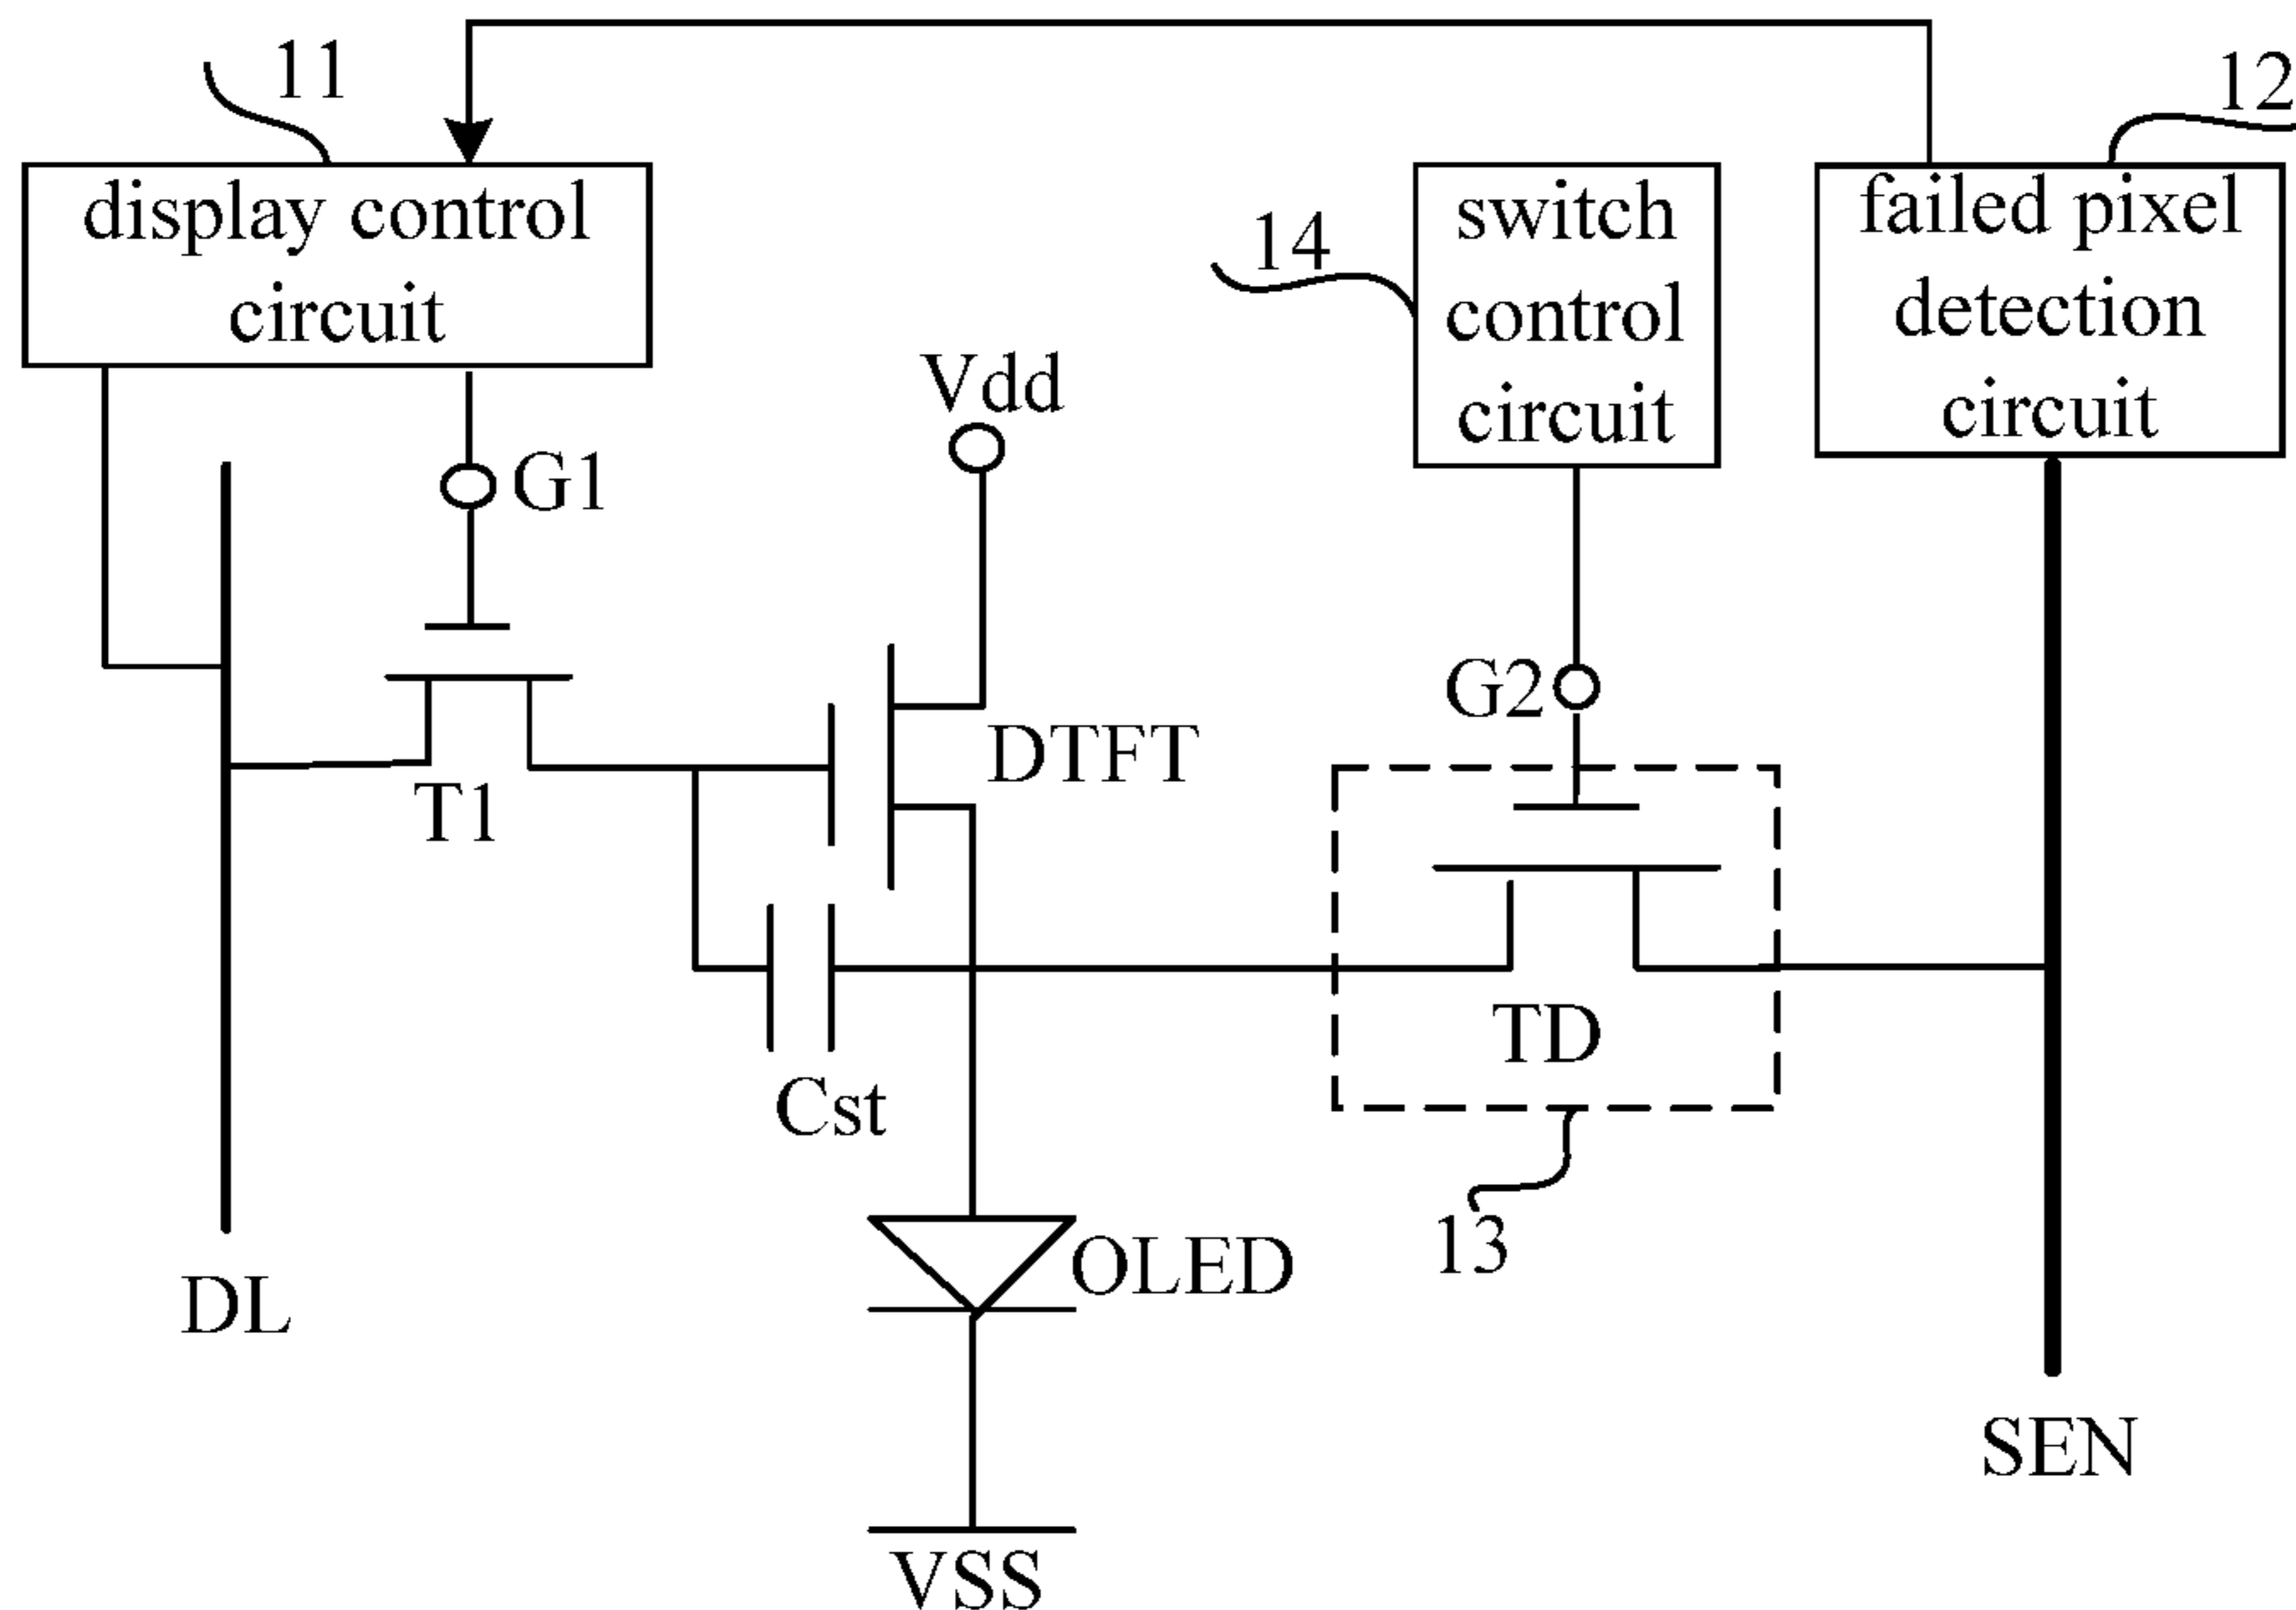 11
12
display control
circuit
14
switch
control
circuit
failed pixel
detection
circuit
Vdd
G1
G2
DTFT
T1
TD
Cst
13
OLED
DL
SEN
VSS